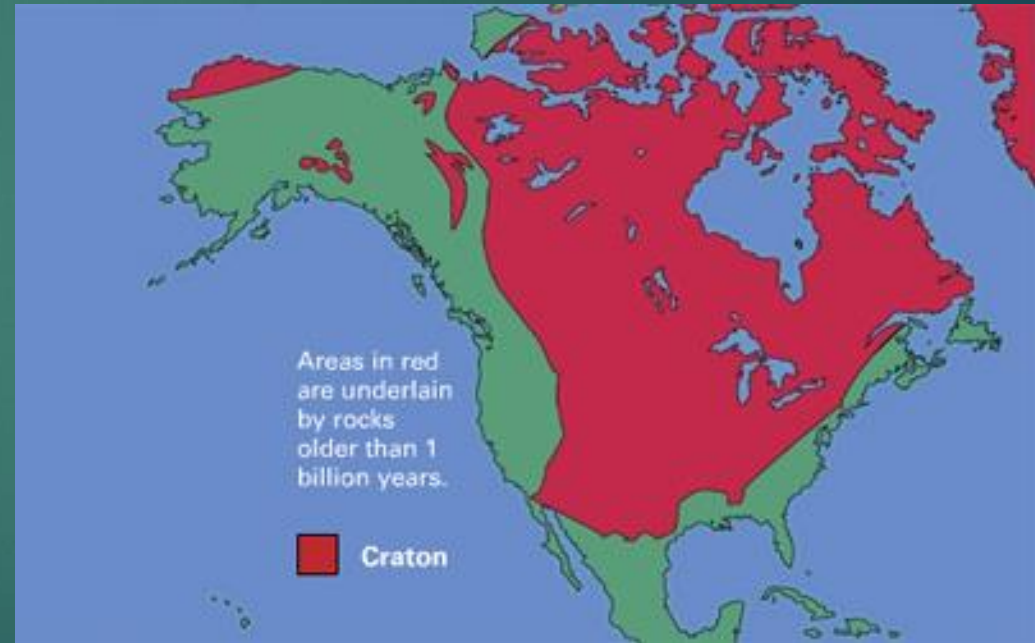 Areas in red
are underlain
by rocks
older than 1
billion years.
Craton